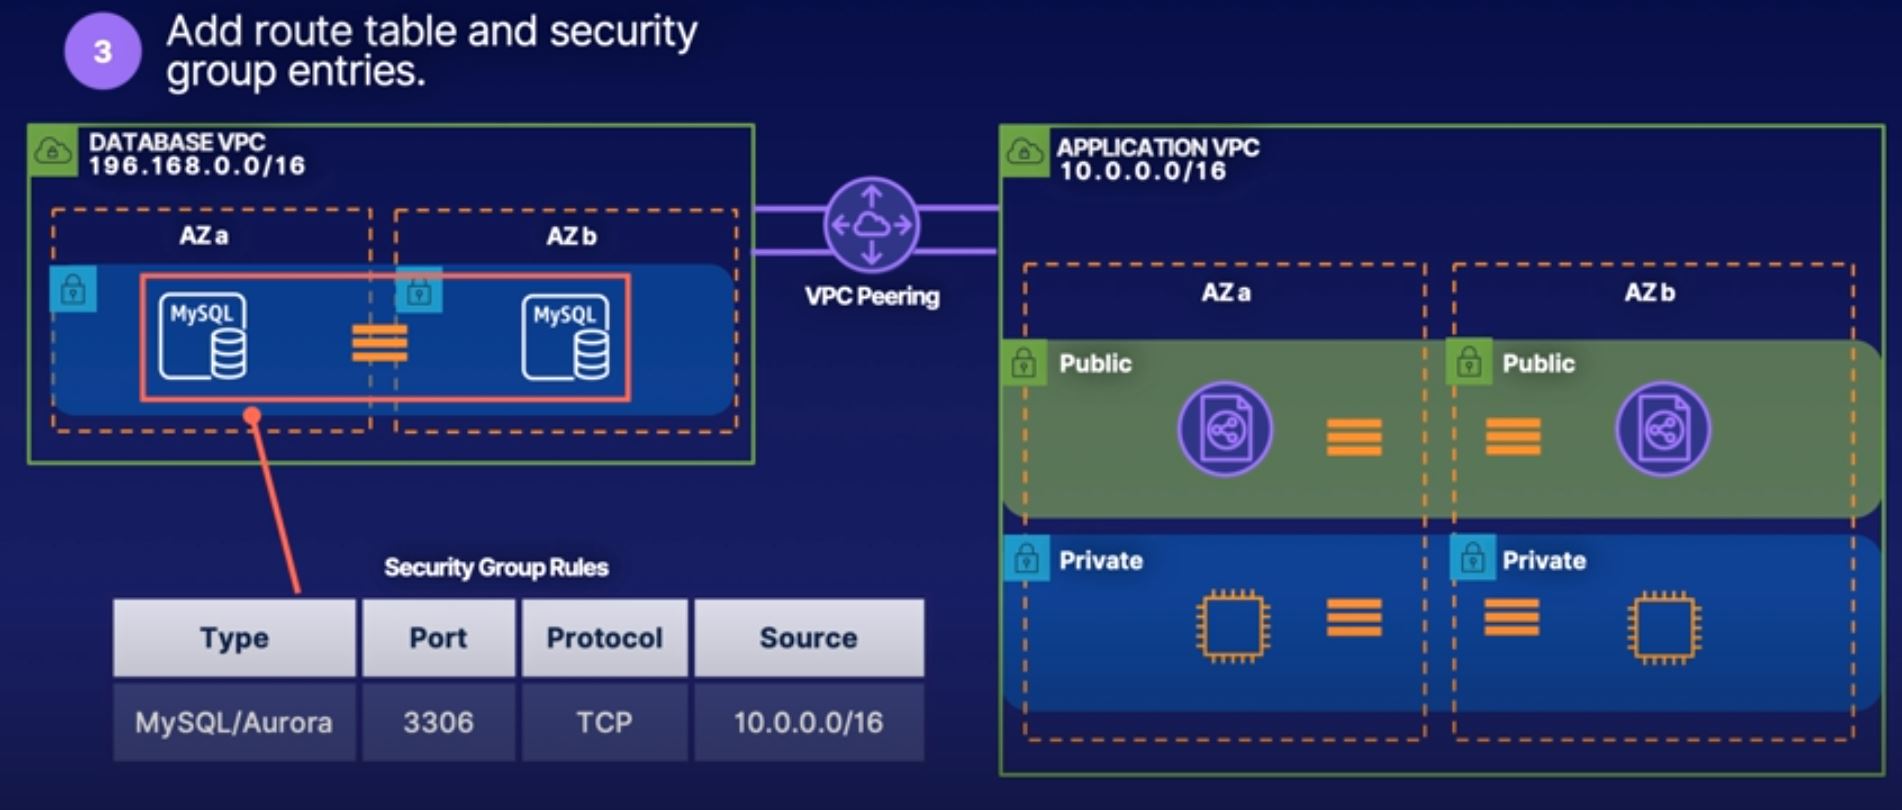 3
Add route table and security
group entries.
DATABASE VPC
196.168.0.0/16
AZ a
AZ b
MySQL
MySQL
VPC Peering
APPLICATION VPC
10.0.0.0/16
AZ a
AZ b
Public
Public
Private
Private
Security Group Rules
Type Port Protocol Source
MySQL/Aurora 3306 TCP 10.0.0.0/16